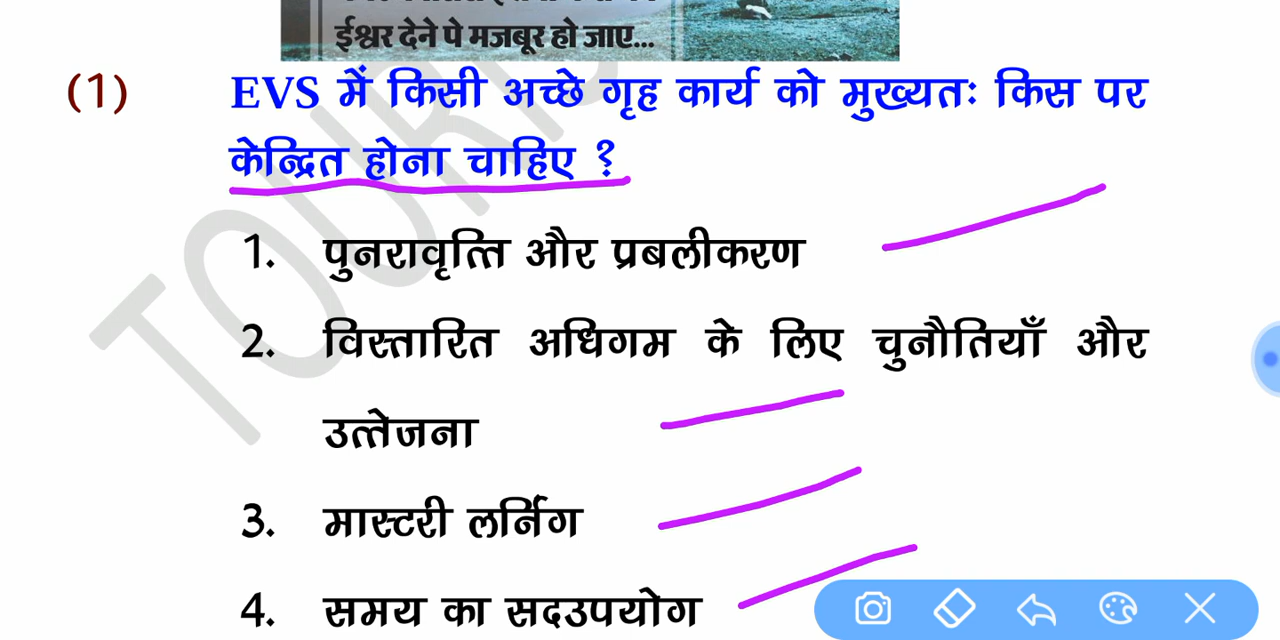 ईश्वर देने पे मजबूर हो जाए...
(1) EVS में किसी अच्छे गृह कार्य को मुख्यतः किस पर
केन्द्रित होना चाहिए ?
1. पुनरावृत्ति और प्रबलीकरण
2. विस्तारित अधिगम के लिए चुनौतियाँ और
उत्तेजना
3. मास्टरी लर्निग
4. समय का सदउपयोग